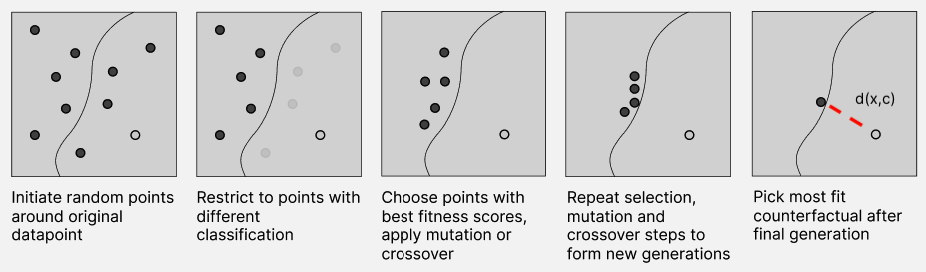 d(x,c)
Initiate random points
around original
datapoint
Restrict to points with
different
classification
Choose points with
best fitness scores,
apply mutation or
crossover
Repeat selection,
mutation and
crossover steps to
form new generations
Pick most fit
counterfactual after
final generation